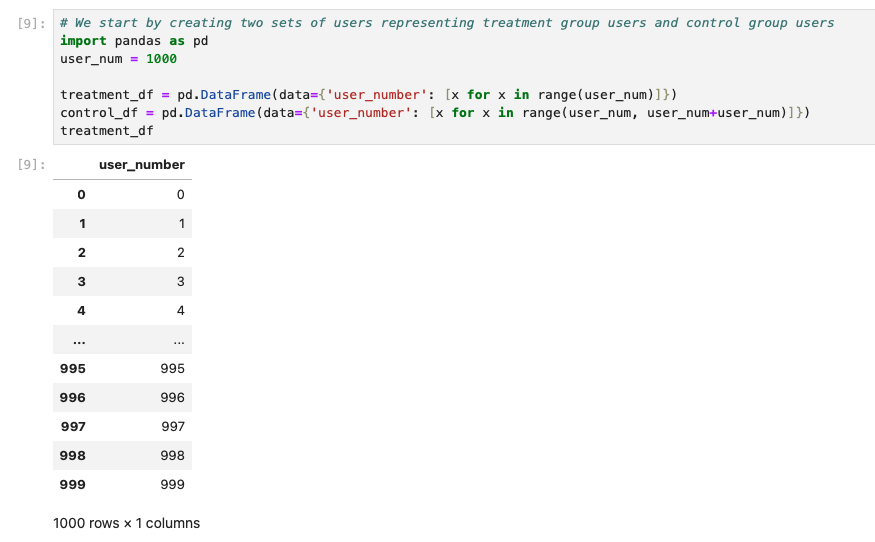 [9]: # We start by creating two sets of users representing treatment group users and control group users
import pandas as pd
user_num = 1000
treatment_df = pd.DataFrame(data={'user_number': [x for x in range(user_num)]})
control_df = pd.DataFrame(data={'user_number': [x for x in range(user_num, user_num+user_num)]})
treatment_df
[9]: user_number
0 0
1 1
2 2
3 3
4 4
... ...
995 995
996 996
997 997
998 998
999 999
1000 rows × 1 columns